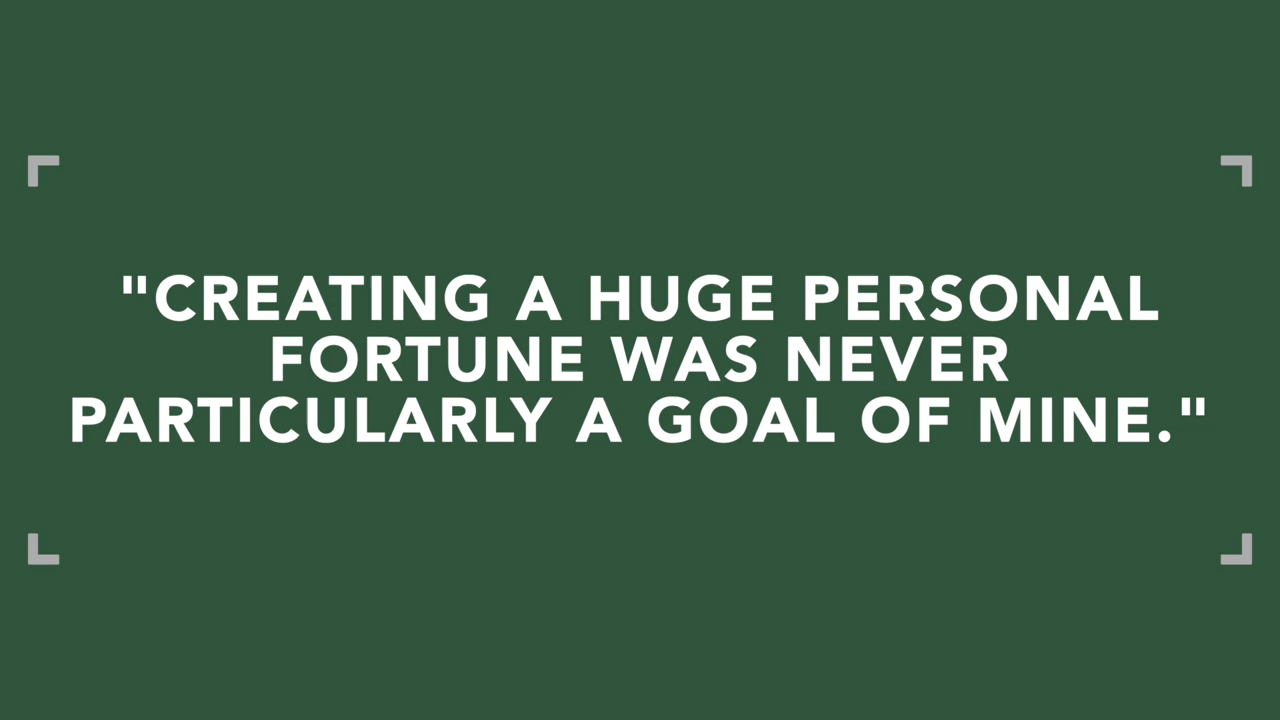 "CREATING A HUGE PERSONAL
FORTUNE WAS NEVER
PARTICULARLY A GOAL OF MINE."